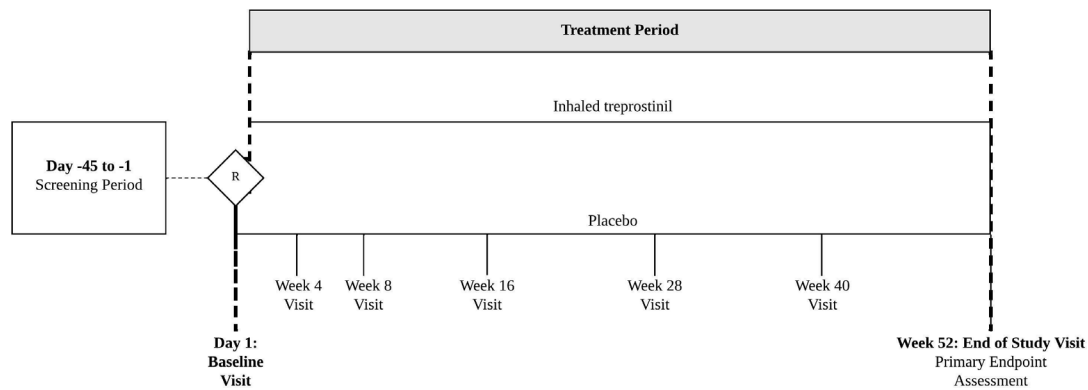 Treatment Period
Inhaled treprostinil
Day -45 to -1
Screening Period
R
Placebo
Week 4
Visit
Week 8
Visit
Week 16
Visit
Week 28
Visit
Week 40
Visit
Day 1:
Baseline
Visit
Week 52: End of Study Visit
Primary Endpoint
Assessment